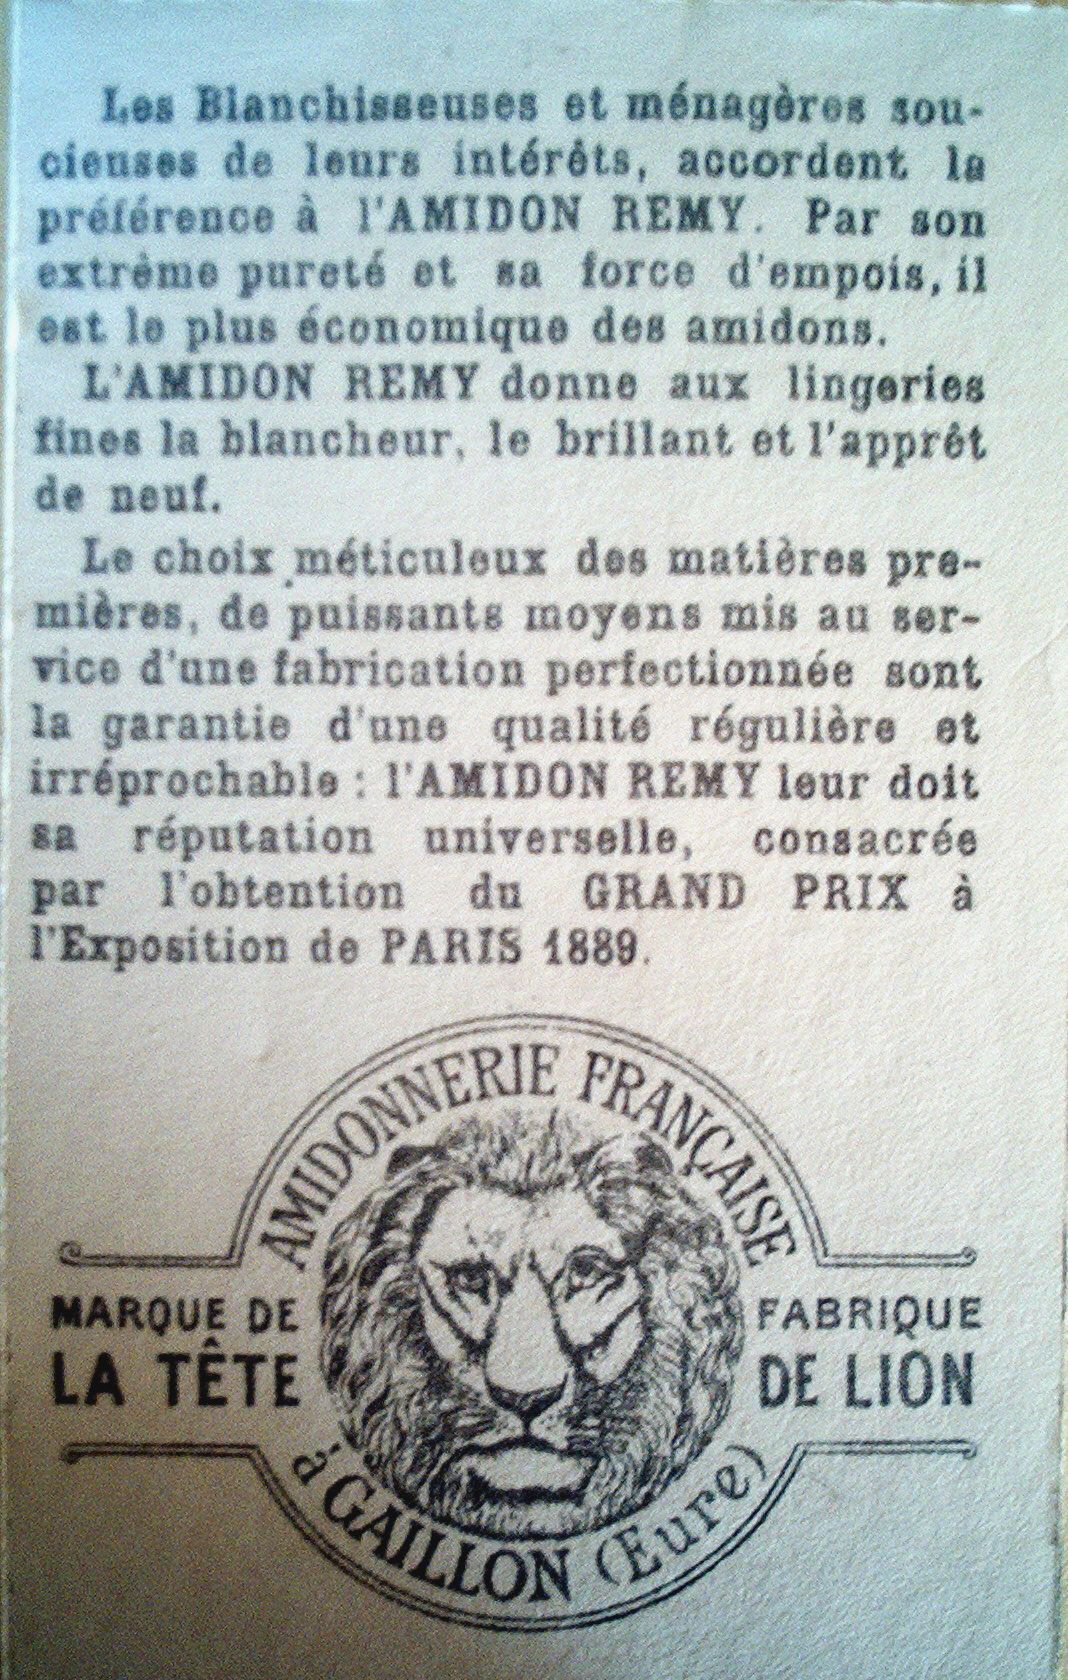 Les Blanchisseuses et ménagères sou-
cieuses de leurs intérêts, accordent la
préférence à l'AMIDON REMY. Par son
extrème pureté et sa force d'empois, il
est le plus économique des amidons.
L'AMIDON REMY donne aux lingeries
fines la blancheur, le brillant et l'apprêt
de neuf.
Le choix méticuleux des matières pre-
mières, de puissants moyens mis au ser-
vice d'une fabrication perfectionnée sont
la garantie d'une qualité régulière et
irréprochable : l'AMIDON REMY leur doit
sa réputation universelle, consacrée
par l'obtention du GRAND PRIX à
l'Exposition de PARIS 1889.
AMIDONNERIE FRANÇAISE
MARQUE DE FABRIQUE
LA TÊTE DE LION
à GAILLON (Eure)